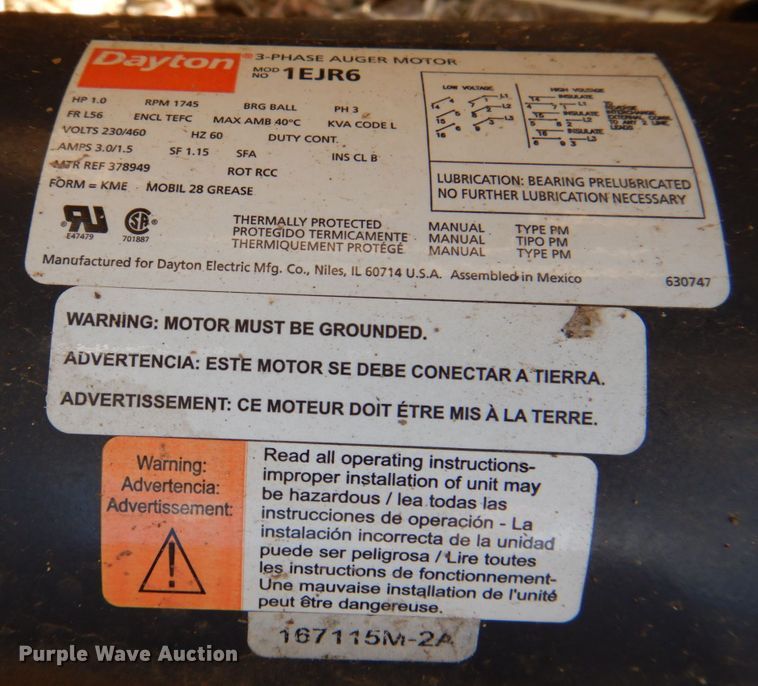 Dayton® 3-PHASE AUGER MOTOR
MOD NO 1EJR6
HP 1.0 RPM 1745 BRG BALL PH 3
FR L56 ENCL TEFC MAX AMB 40°C KVA CODE L
VOLTS 230/460 HZ 60 DUTY CONT.
AMPS 3.0/1.5 SF 1.15 SFA INS CL B
MTR REF 378949 ROT RCC
FORM = KME MOBIL 28 GREASE
LOW VOLTAGE HIGH VOLTAGE
INSULATE
L1
L2
L3
LUBRICATION: BEARING PRELUBRICATED
NO FURTHER LUBRICATION NECESSARY
E47479 701887
THERMALLY PROTECTED MANUAL TYPE PM
PROTEGIDO TERMICAMENTE MANUAL TIPO PM
THERMIQUEMENT PROTÉGÉ MANUAL TYPE PM
Manufactured for Dayton Electric Mfg. Co., Niles, IL 60714 U.S.A. Assembled in Mexico 630747
WARNING: MOTOR MUST BE GROUNDED.
ADVERTENCIA: ESTE MOTOR SE DEBE CONECTAR A TIERRA.
ADVERTISSEMENT: CE MOTEUR DOIT ÉTRE MIS À LA TERRE.
Warning:
Advertencia:
Advertissement:
Read all operating instructions-
improper installation of unit may
be hazardous / lea todas las
instrucciones de operación - La
instalación incorrecta de la unidad
puede ser peligrosa / Lire toutes
les instructions de fonctionnement-
Une mauvaise installation de l'unité
peut être dangereuse.
167115M-2A
Purple Wave Auction